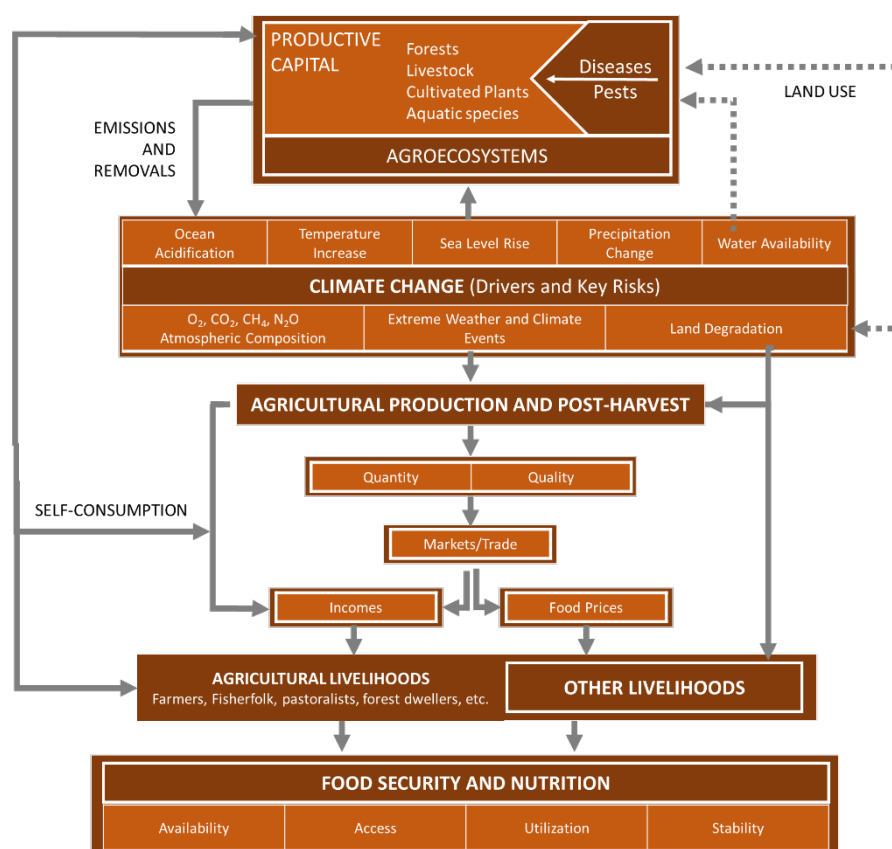 PRODUCTIVE
CAPITAL
Forests
Livestock
Cultivated Plants
Aquatic species
Diseases
Pests
AGROECOSYSTEMS
LAND USE
EMISSIONS
AND
REMOVALS
Ocean
Acidification
Temperature
Increase
Sea Level Rise
Precipitation
Change
Water Availability
CLIMATE CHANGE (Drivers and Key Risks)
O₂, CO₂, CH₄, N₂O
Atmospheric Composition
Extreme Weather and Climate
Events
Land Degradation
AGRICULTURAL PRODUCTION AND POST-HARVEST
Quantity
Quality
SELF-CONSUMPTION
Markets/Trade
Incomes
Food Prices
AGRICULTURAL LIVELIHOODS
Farmers, Fisherfolk, pastoralists, forest dwellers, etc.
OTHER LIVELIHOODS
FOOD SECURITY AND NUTRITION
Availability
Access
Utilization
Stability